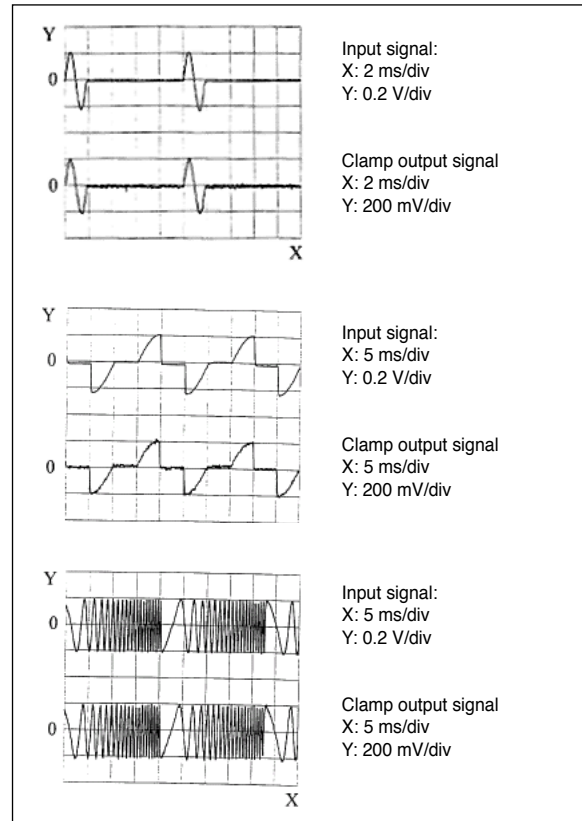 Y
0
Input signal:
X: 2 ms/div
Y: 0.2 V/div
0
Clamp output signal
X: 2 ms/div
Y: 200 mV/div
X
Y
0
Input signal:
X: 5 ms/div
Y: 0.2 V/div
0
Clamp output signal
X: 5 ms/div
Y: 200 mV/div
Y
0
Input signal:
X: 5 ms/div
Y: 0.2 V/div
0
Clamp output signal
X: 5 ms/div
Y: 200 mV/div
X